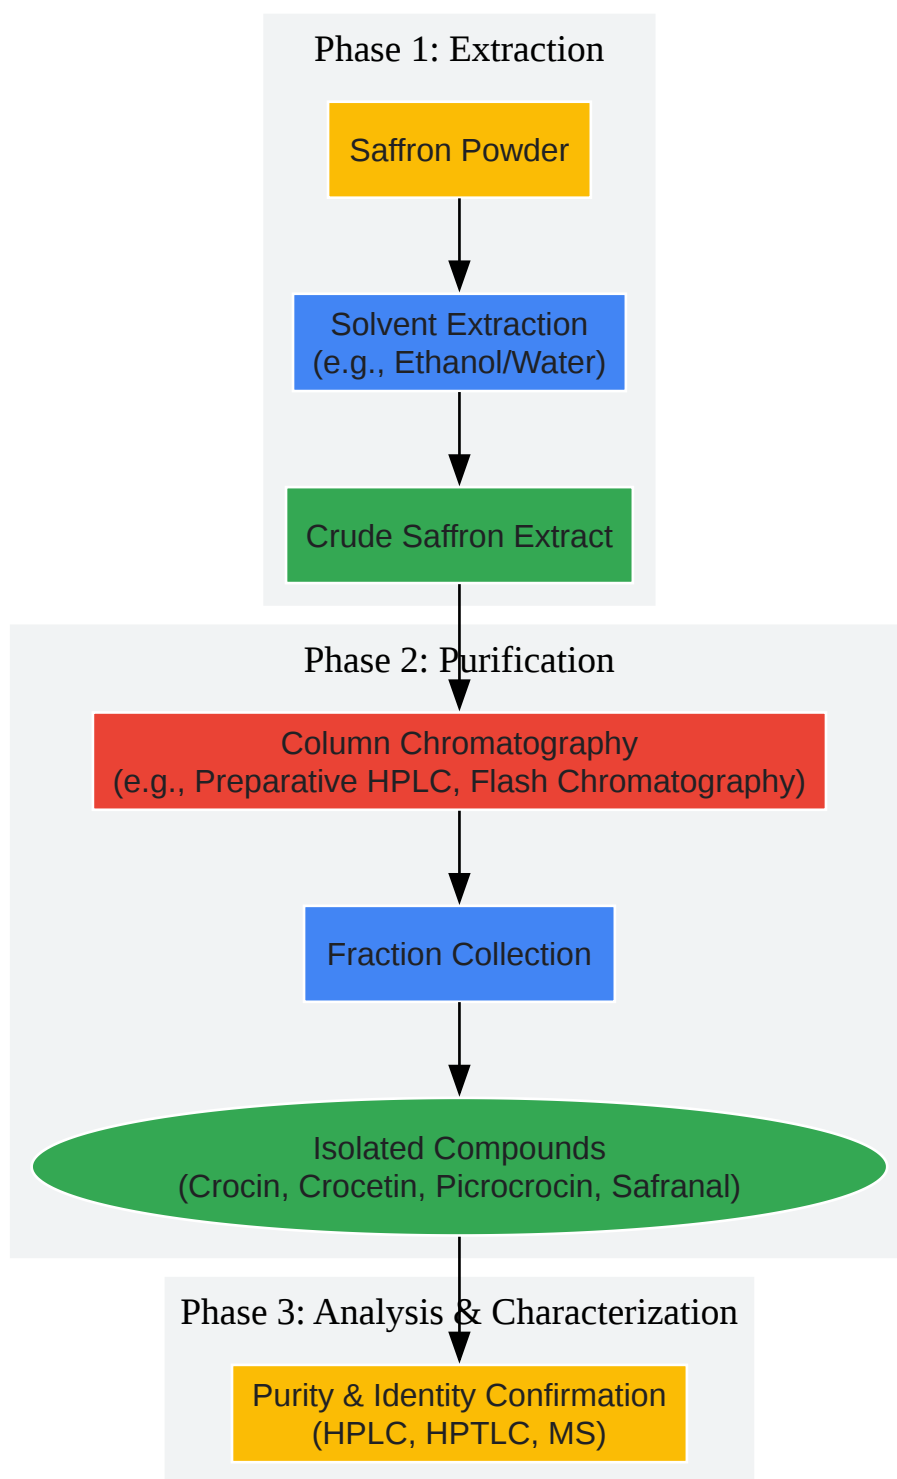 Phase 1: Extraction
Saffron Powder
Solvent Extraction
(e.g., Ethanol/Water)
Crude Saffron Extract
Phase 2: Purification
Column Chromatography
(e.g., Preparative HPLC, Flash Chromatography)
Fraction Collection
Isolated Compounds
(Crocin, Crocetin, Picrocrocin, Safranal)
Phase 3: Analysis & Characterization
Purity & Identity Confirmation
(HPLC, HPTLC, MS)